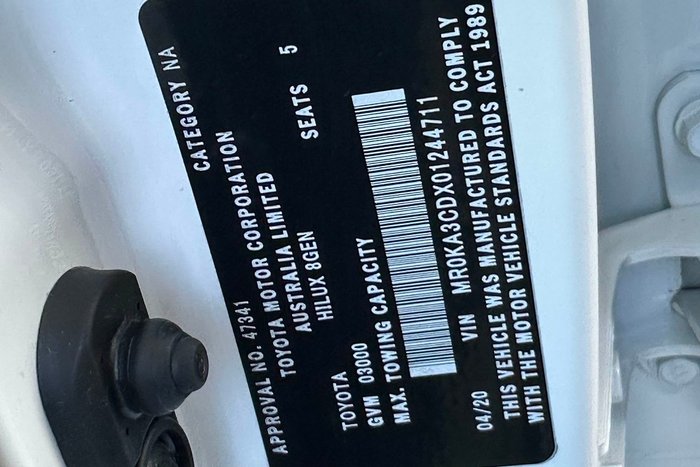 APPROVAL NO. 47341 CATEGORY NA
TOYOTA MOTOR CORPORATION
AUSTRALIA LIMITED
HILUX 8GEN SEATS 5
TOYOTA
GVM 03000
MAX. TOWING CAPACITY
VIN MR0KA3CDX01244711
04/20 THIS VEHICLE WAS MANUFACTURED TO COMPLY
WITH THE MOTOR VEHICLE STANDARDS ACT 1989